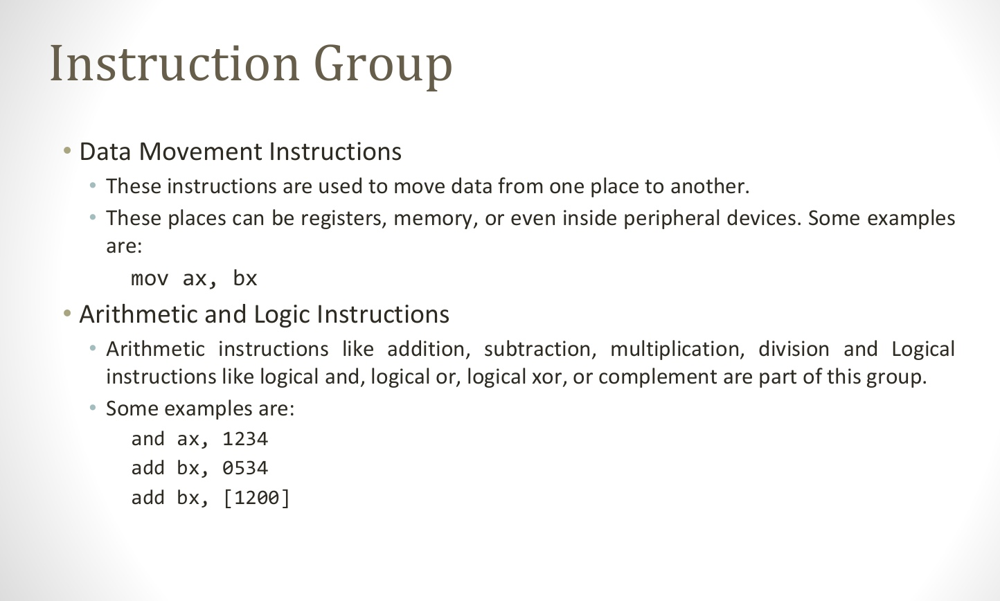 Instruction Group
• Data Movement Instructions
• These instructions are used to move data from one place to another.
• These places can be registers, memory, or even inside peripheral devices. Some examples
are:
mov ax, bx
• Arithmetic and Logic Instructions
• Arithmetic instructions like addition, subtraction, multiplication, division and Logical
instructions like logical and, logical or, logical xor, or complement are part of this group.
• Some examples are:
and ax, 1234
add bx, 0534
add bx, [1200]